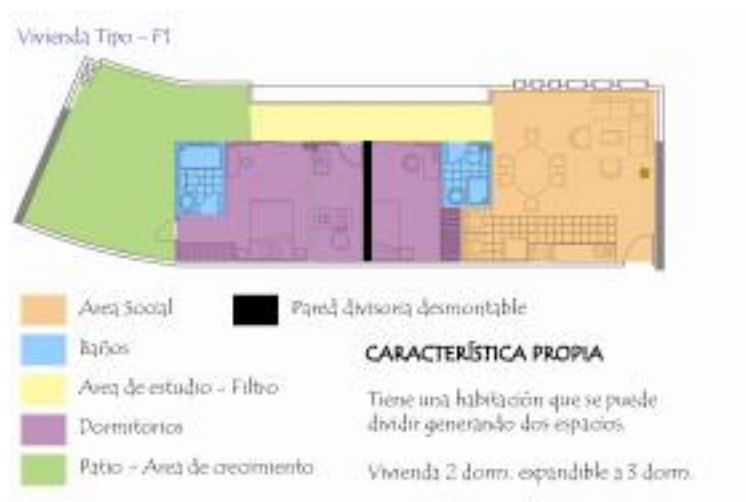 Vivienda Tipo - F1
Area Social
Pared divisoria desmontable
Baños
Area de estudio - Filtro
Dormitorios
Patio - Area de crecimiento
CARACTERÍSTICA PROPIA
Tiene una habitación que se puede
dividir generando dos espacios.
Vivienda 2 dorm. expandible a 3 dorm.